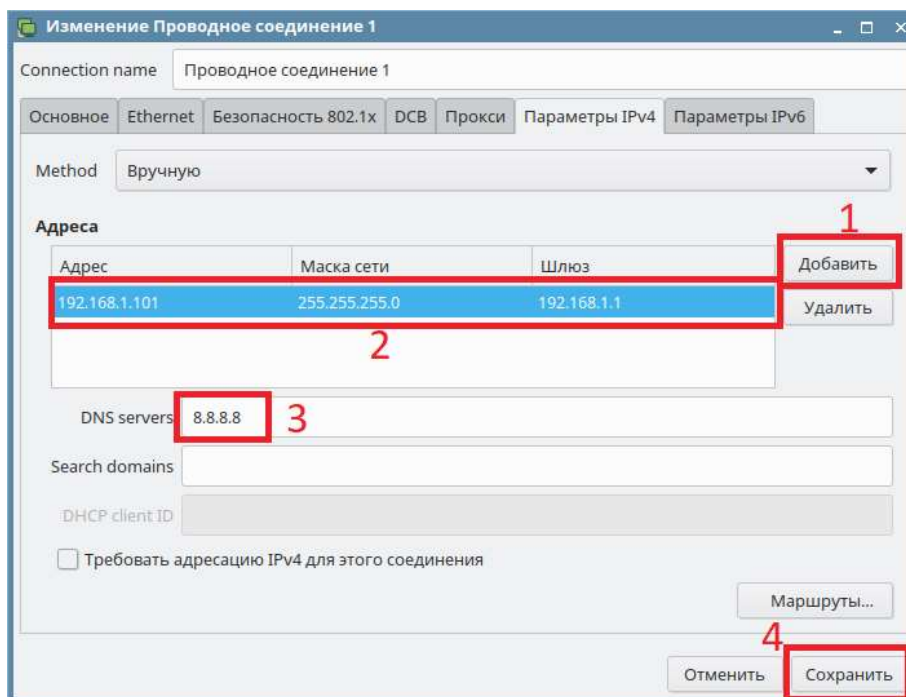 Изменение Проводное соединение 1
Connection name Проводное соединение 1
Основное Ethernet Безопасность 802.1x DCB Прокси Параметры IPv4 Параметры IPv6
Method Вручную
Адреса
1
Адрес Маска сети Шлюз Добавить
192.168.1.101 255.255.255.0 192.168.1.1 Удалить
2
DNS servers 8.8.8.8 3
Search domains
DHCP client ID
Требовать адресацию IPv4 для этого соединения
Маршруты...
4
Отменить Сохранить